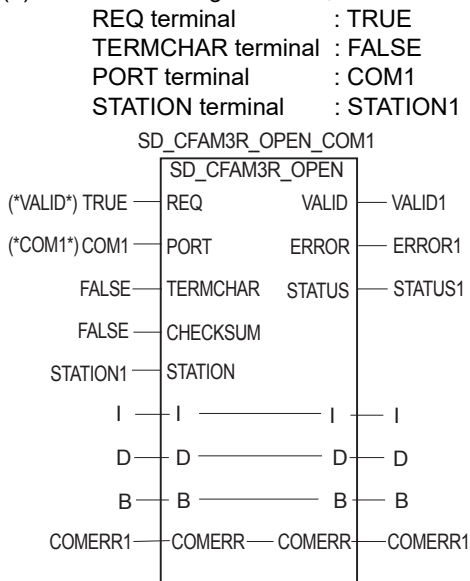 REQ terminal : TRUE
TERMCHAR terminal : FALSE
PORT terminal : COM1
STATION terminal : STATION1
SD_CFAM3R_OPEN_COM1
SD_CFAM3R_OPEN
(*VALID*) TRUE REQ VALID VALID1
(*COM1*) COM1 PORT ERROR ERROR1
FALSE TERMCHAR STATUS STATUS1
FALSE CHECKSUM
STATION1 STATION
I I I I
D D D D
B B B B
COMERR1 COMERR COMERR COMERR1